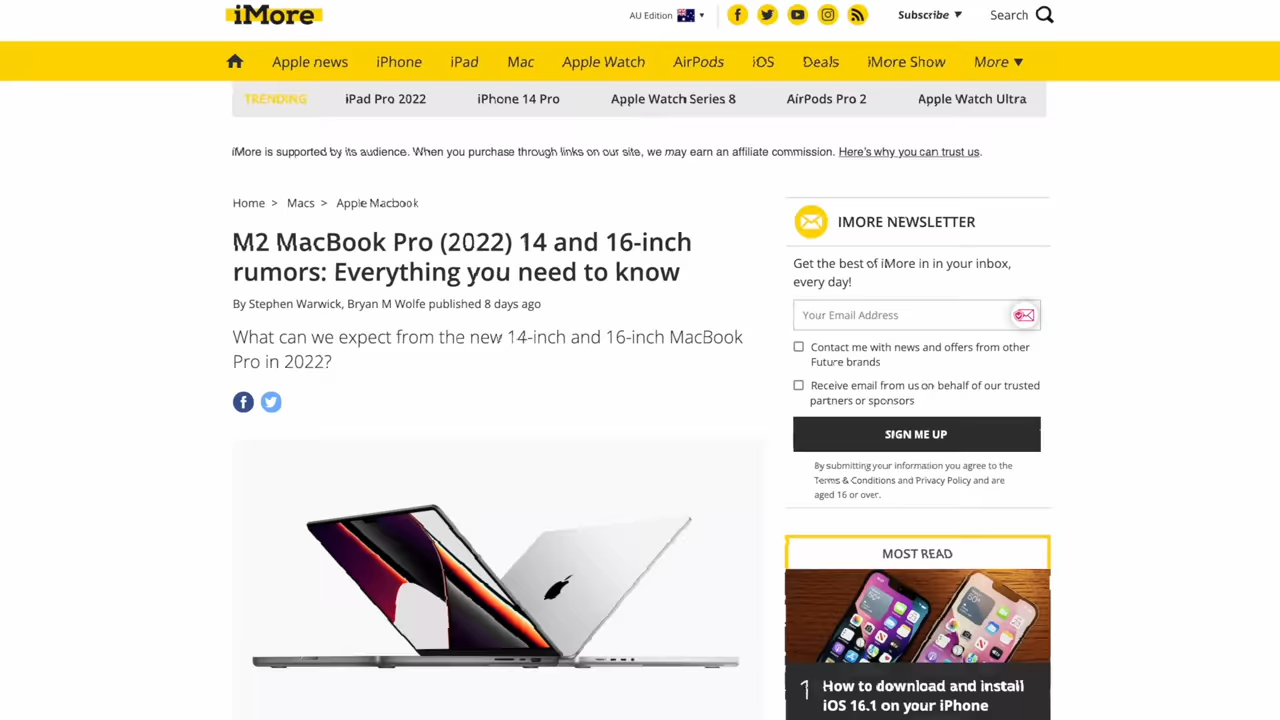 iMore
AU Edition
Subscribe
Search
Apple news
iPhone
iPad
Mac
Apple Watch
AirPods
iOS
Deals
iMore Show
More
TRENDING
iPad Pro 2022
iPhone 14 Pro
Apple Watch Series 8
AirPods Pro 2
Apple Watch Ultra
iMore is supported by its audience. When you purchase through links on our site, we may earn an affiliate commission. Here's why you can trust us.
Home > Macs > Apple Macbook
M2 MacBook Pro (2022) 14 and 16-inch
rumors: Everything you need to know
By Stephen Warwick, Bryan M Wolfe published 8 days ago
What can we expect from the new 14-inch and 16-inch MacBook
Pro in 2022?
IMORE NEWSLETTER
Get the best of iMore in in your inbox,
every day!
Your Email Address
Contact me with news and offers from other
Future brands
Receive email from us on behalf of our trusted
partners or sponsors
SIGN ME UP
By submitting your information you agree to the
Terms & Conditions and Privacy Policy and are
aged 16 or over.
MOST READ
1
How to download and install
iOS 16.1 on your iPhone